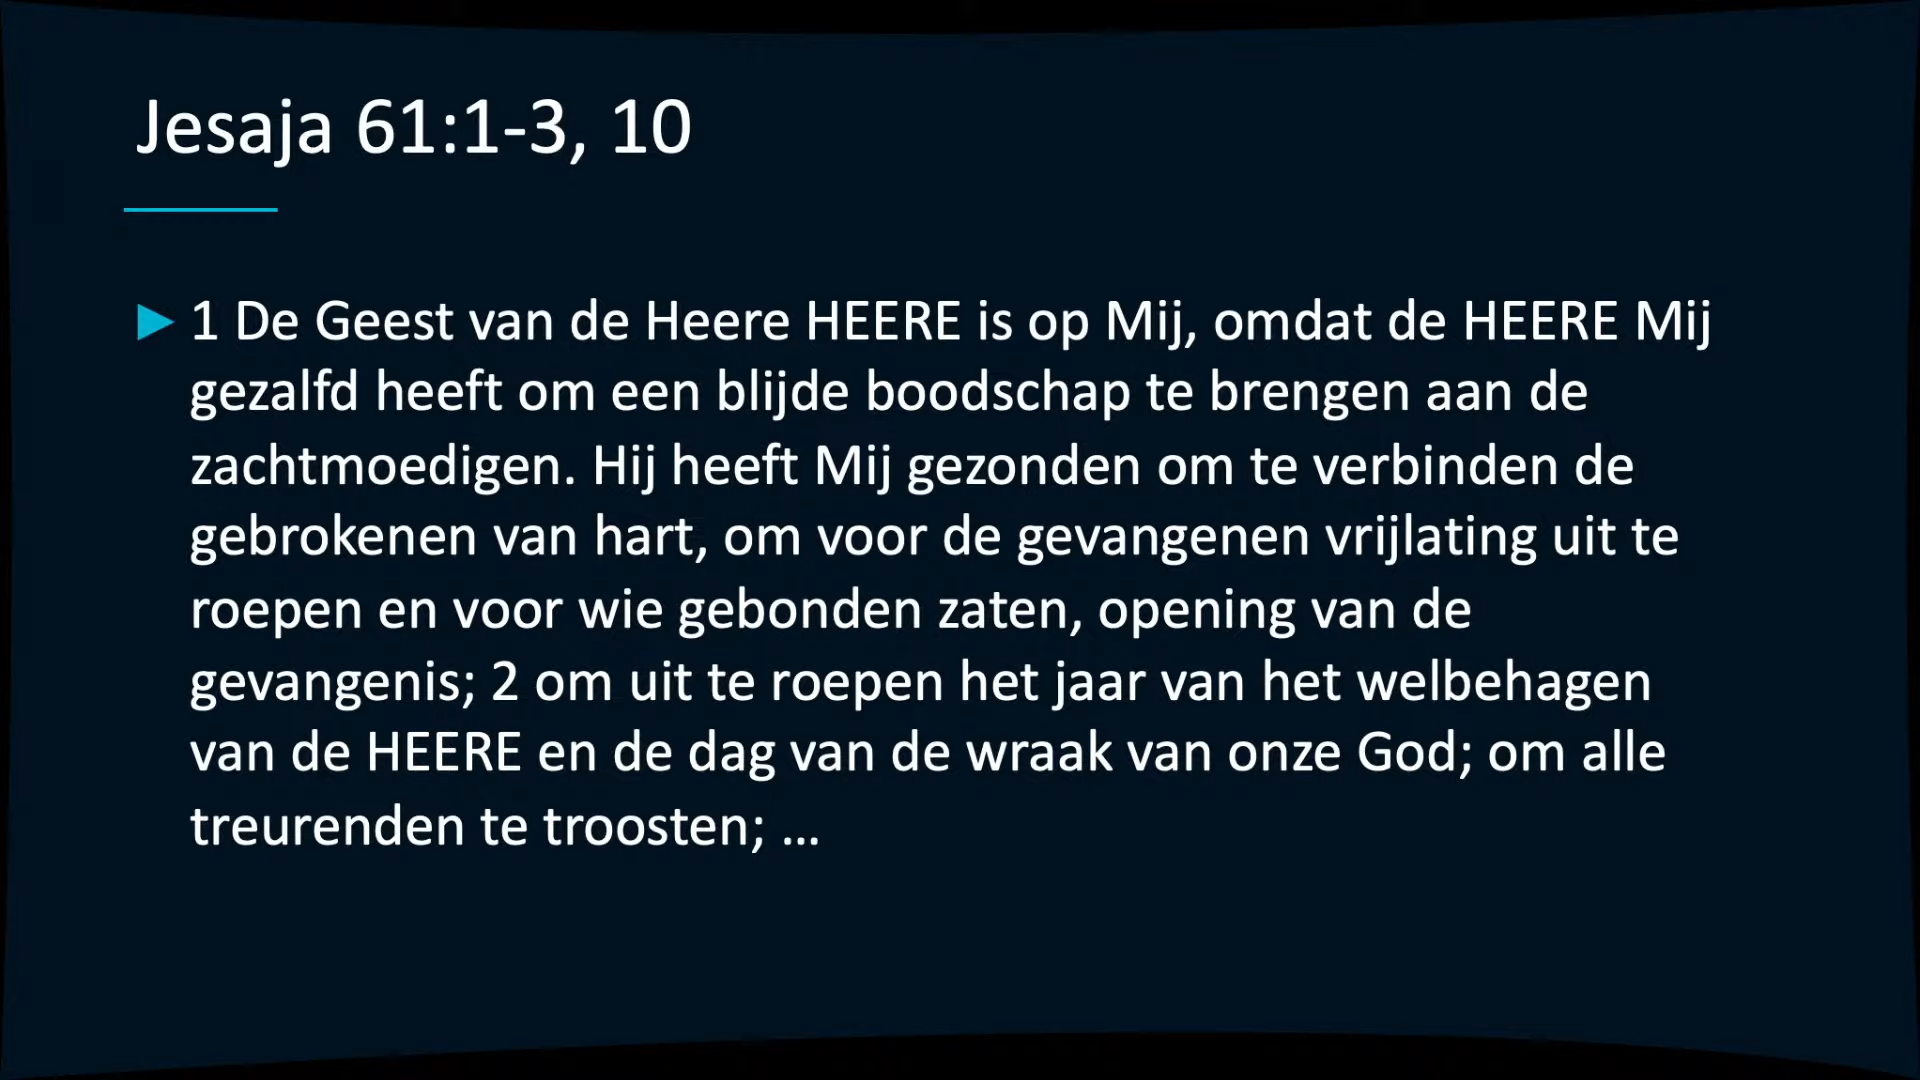 Jesaja 61:1-3, 10
1 De Geest van de Heere HEERE is op Mij, omdat de HEERE Mij
gezalfd heeft om een blijde boodschap te brengen aan de
zachtmoedigen. Hij heeft Mij gezonden om te verbinden de
gebrokenen van hart, om voor de gevangenen vrijlating uit te
roepen en voor wie gebonden zaten, opening van de
gevangenis; 2 om uit te roepen het jaar van het welbehagen
van de HEERE en de dag van de wraak van onze God; om alle
treurenden te troosten; ...